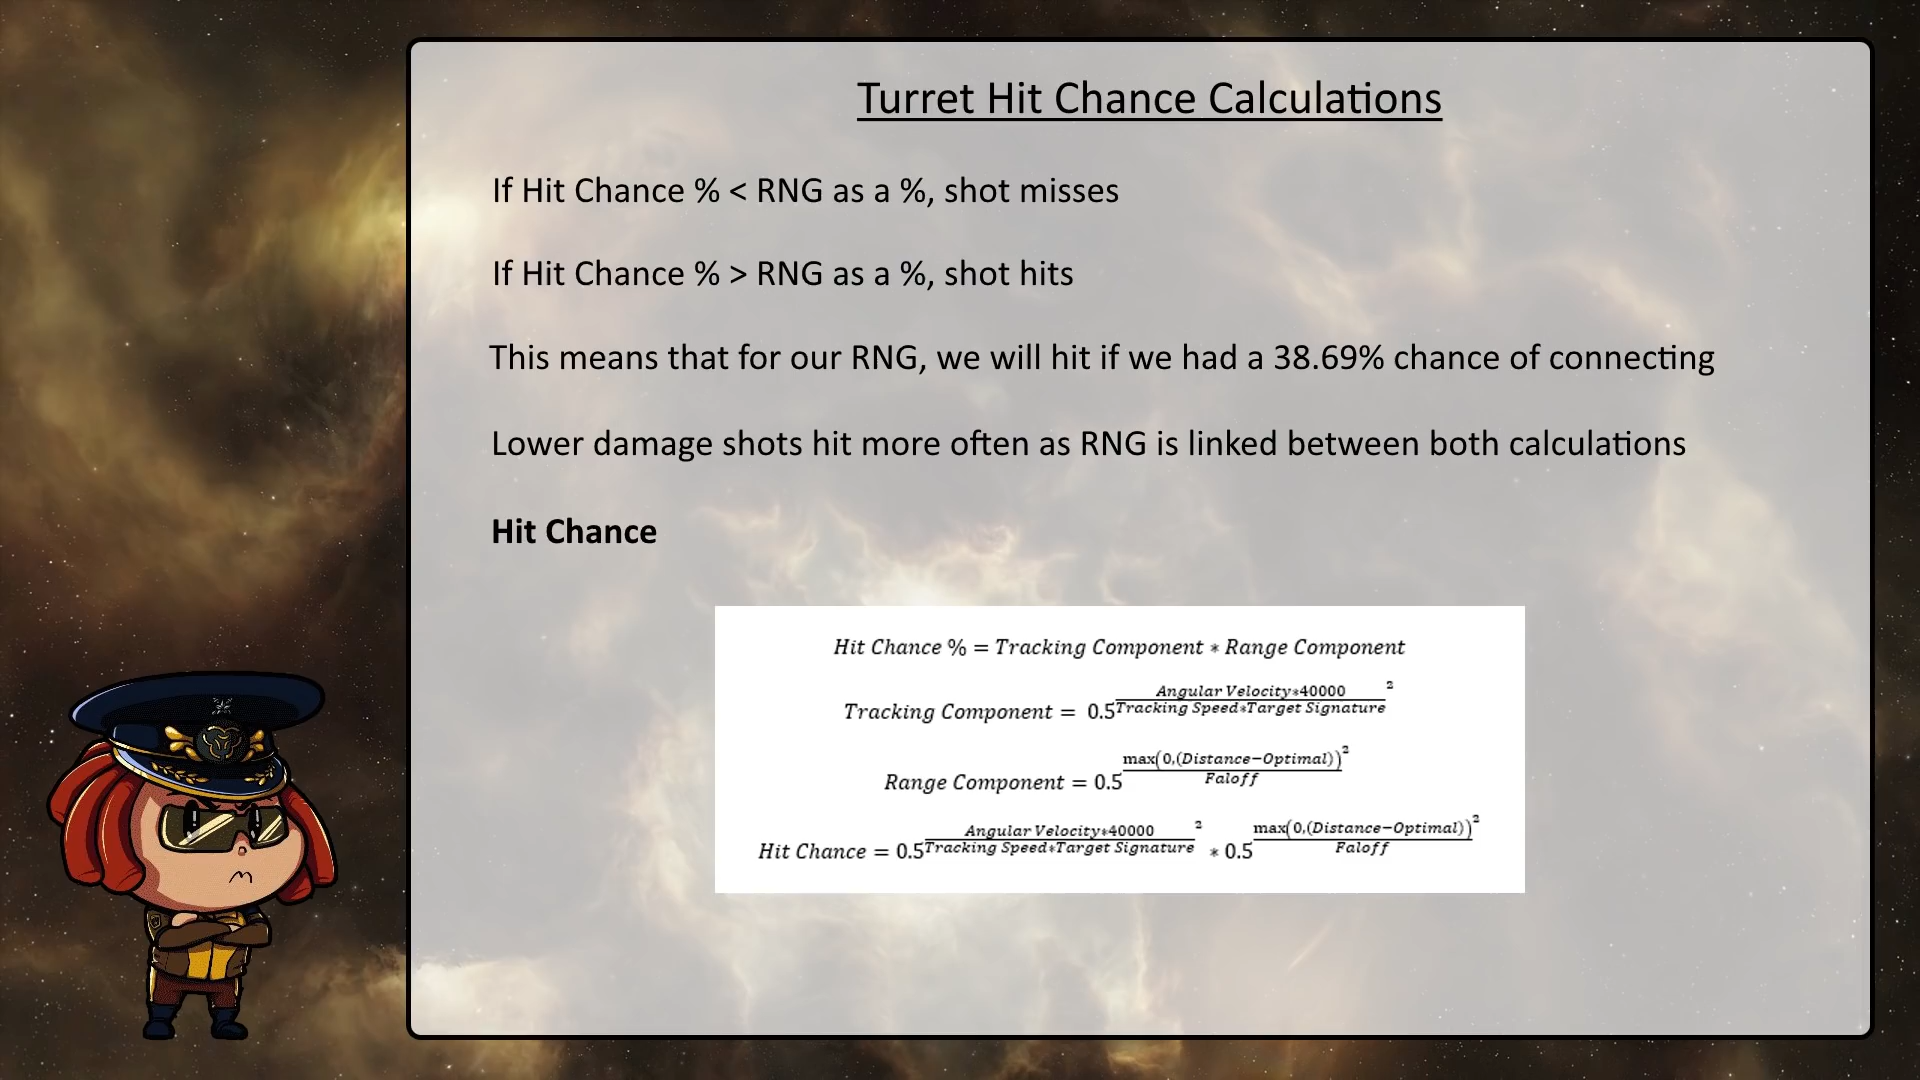 Turret Hit Chance Calculations
If Hit Chance % < RNG as a %, shot misses
If Hit Chance % > RNG as a %, shot hits
This means that for our RNG, we will hit if we had a 38.69% chance of connecting
Lower damage shots hit more often as RNG is linked between both calculations
Hit Chance
Hit Chance % = Tracking Component * Range Component
Tracking Component = 0.5^(Angular Velocity*40000 / Tracking Speed*Target Signature)^2
Range Component = 0.5^(max(0,(Distance−Optimal))^2 / Faloff)
Hit Chance = 0.5^(Angular Velocity*40000 / Tracking Speed*Target Signature)^2 * 0.5^(max(0,(Distance−Optimal))^2 / Faloff)